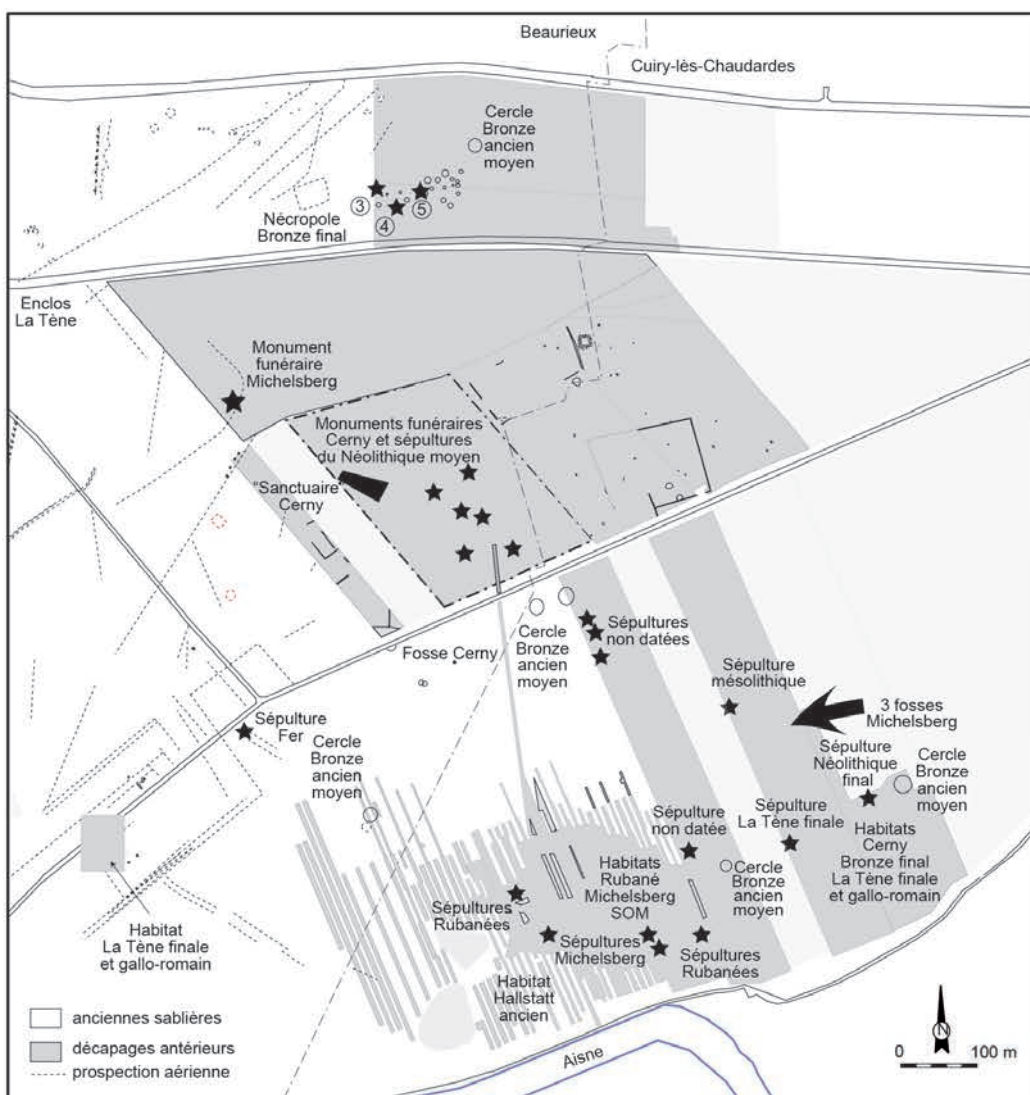 Beaurieux
Cuiry-lès-Chaudardes
Cercle
Bronze
ancien
moyen
3
4
5
Nécropole
Bronze final
Enclos
La Tène
Monument
funéraire
Michelsberg
Monuments funéraires
Cerny et sépultures
du Néolithique moyen
"Sanctuaire
Cerny
Fosse Cerny
Cercle
Bronze
ancien
moyen
Sépultures
non datées
Sépulture
mésolithique
3 fosses
Michelsberg
Sépulture
Fer
Cercle
Bronze
ancien
moyen
Sépulture
Néolithique
final
Cercle
Bronze
ancien
moyen
Sépulture
non datée
Sépulture
La Tène finale
Habitats
Cerny
Bronze final
La Tène finale
et gallo-romain
Habitats
Rubané
Michelsberg
SOM
Cercle
Bronze
ancien
moyen
Sépultures
Rubanées
Sépultures
Michelsberg
Sépultures
Rubanées
Habitat
La Tène finale
et gallo-romain
Habitat
Hallstatt
ancien
anciennes sablières
décapages antérieurs
prospection aérienne
Aisne
N
0 100 m